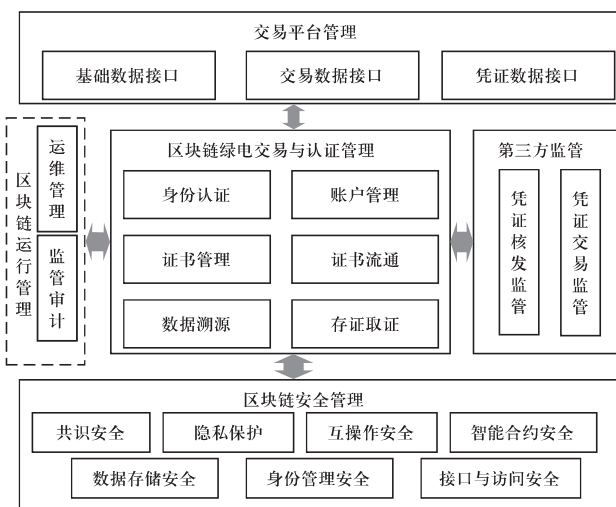 交易平台管理
基础数据接口
交易数据接口
凭证数据接口
区块链运行管理
运维管理
监管审计
区块链绿电交易与认证管理
身份认证
账户管理
证书管理
证书流通
数据溯源
存证取证
第三方监管
凭证核发监管
凭证交易监管
区块链安全管理
共识安全
隐私保护
互操作安全
智能合约安全
数据存储安全
身份管理安全
接口与访问安全